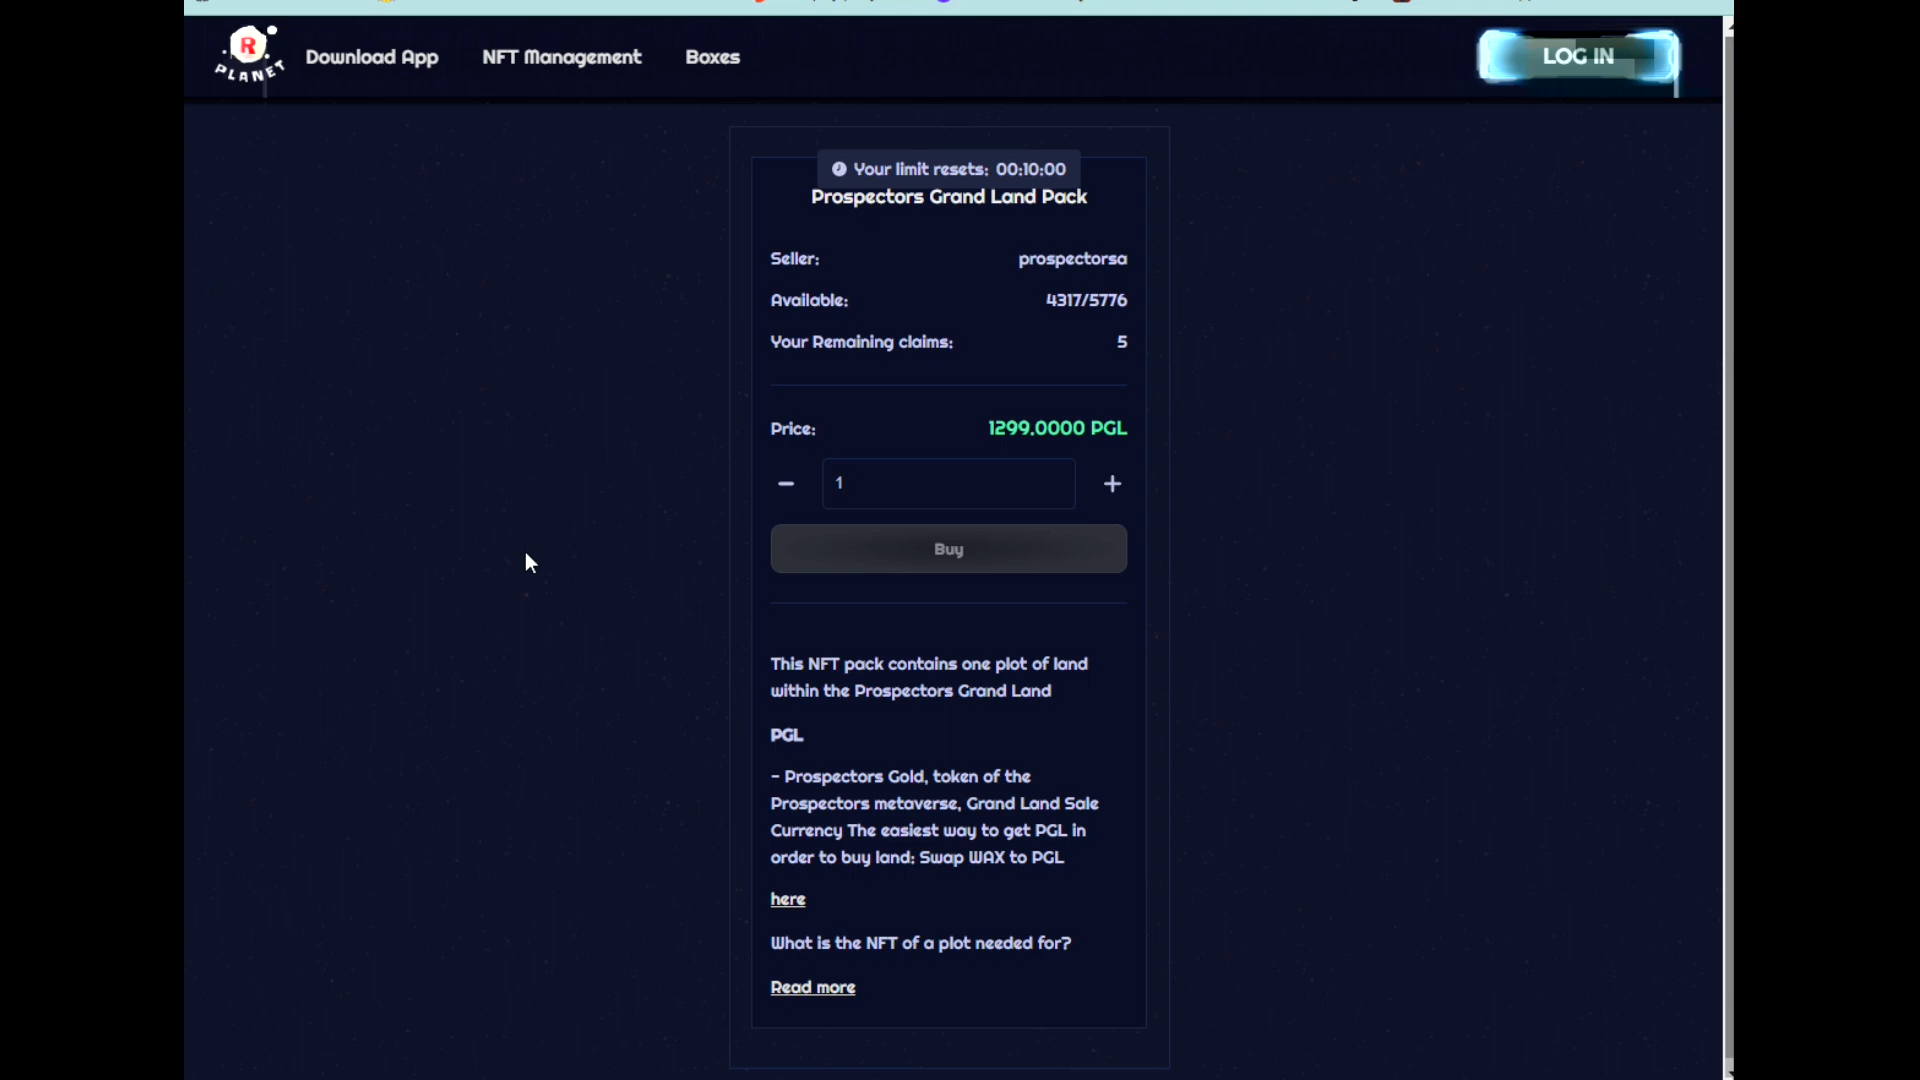 R
PLANET
Download App
NFT Management
Boxes
LOG IN
Your limit resets: 00:10:00
Prospectors Grand Land Pack
Seller: prospectorsa
Available: 4317/5776
Your Remaining claims: 5
Price: 1299.0000 PGL
- 1 +
Buy
This NFT pack contains one plot of land
within the Prospectors Grand Land
PGL
- Prospectors Gold, token of the
Prospectors metaverse, Grand Land Sale
Currency The easiest way to get PGL in
order to buy land: Swap WAX to PGL
here
What is the NFT of a plot needed for?
Read more